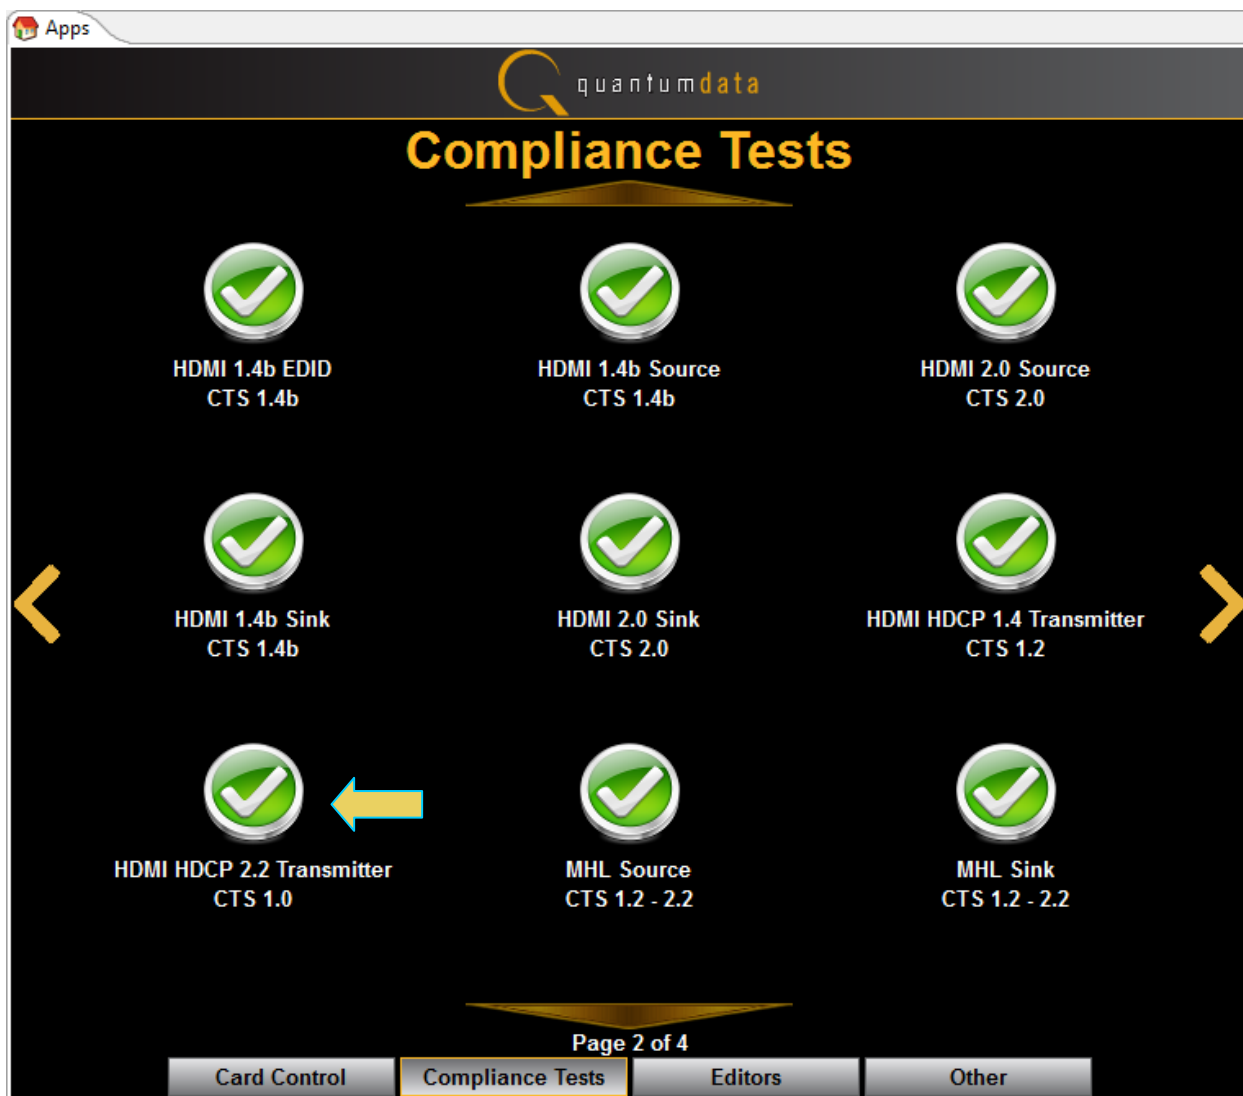 Apps
quantumdata
Compliance Tests
HDMI 1.4b EDID
CTS 1.4b
HDMI 1.4b Source
CTS 1.4b
HDMI 2.0 Source
CTS 2.0
HDMI 1.4b Sink
CTS 1.4b
HDMI 2.0 Sink
CTS 2.0
HDMI HDCP 1.4 Transmitter
CTS 1.2
HDMI HDCP 2.2 Transmitter
CTS 1.0
MHL Source
CTS 1.2 - 2.2
MHL Sink
CTS 1.2 - 2.2
Page 2 of 4
Card Control
Compliance Tests
Editors
Other